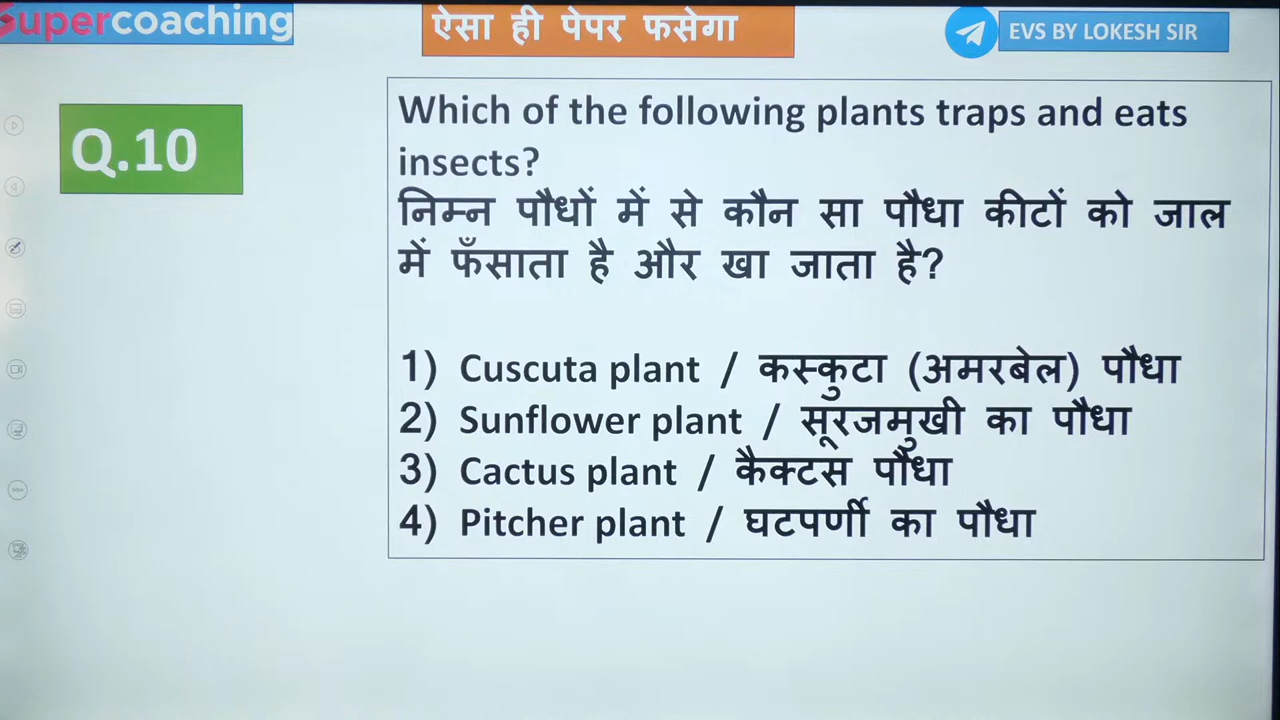 Supercoaching
ऐसा ही पेपर फसेगा
EVS BY LOKESH SIR
Q.10
Which of the following plants traps and eats
insects?
निम्न पौधों में से कौन सा पौधा कीटों को जाल
में फँसाता है और खा जाता है?
1) Cuscuta plant / कस्कुटा (अमरबेल) पौधा
2) Sunflower plant / सूरजमुखी का पौधा
3) Cactus plant / कैक्टस पौधा
4) Pitcher plant / घटपर्णी का पौधा